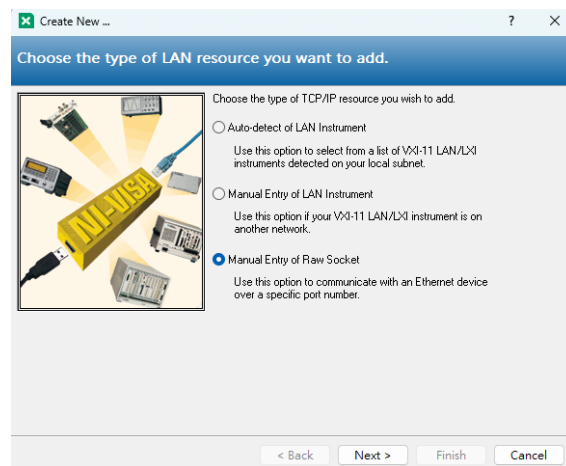 Create New ...
? X
Choose the type of LAN resource you want to add.
Choose the type of TCP/IP resource you wish to add.
Auto-detect of LAN Instrument
Use this option to select from a list of VXI-11 LAN/LXI
instruments detected on your local subnet.
Manual Entry of LAN Instrument
Use this option if your VXI-11 LAN/LXI instrument is on
another network.
Manual Entry of Raw Socket
Use this option to communicate with an Ethernet device
over a specific port number.
NI-VISA
< Back Next > Finish Cancel